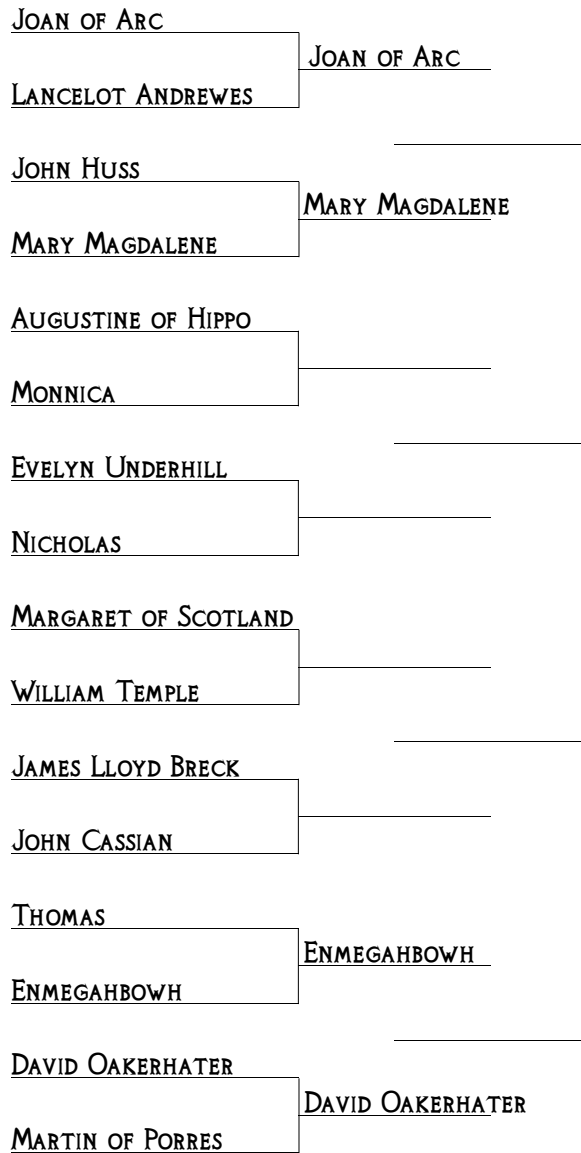 Joan of Arc
Joan of Arc
Lancelot Andrewes
John Huss
Mary Magdalene
Mary Magdalene
Augustine of Hippo
Monnica
Evelyn Underhill
Nicholas
Margaret of Scotland
William Temple
James Lloyd Breck
John Cassian
Thomas
Enmegahbowh
Enmegahbowh
David Oakerhater
David Oakerhater
Martin of Porres